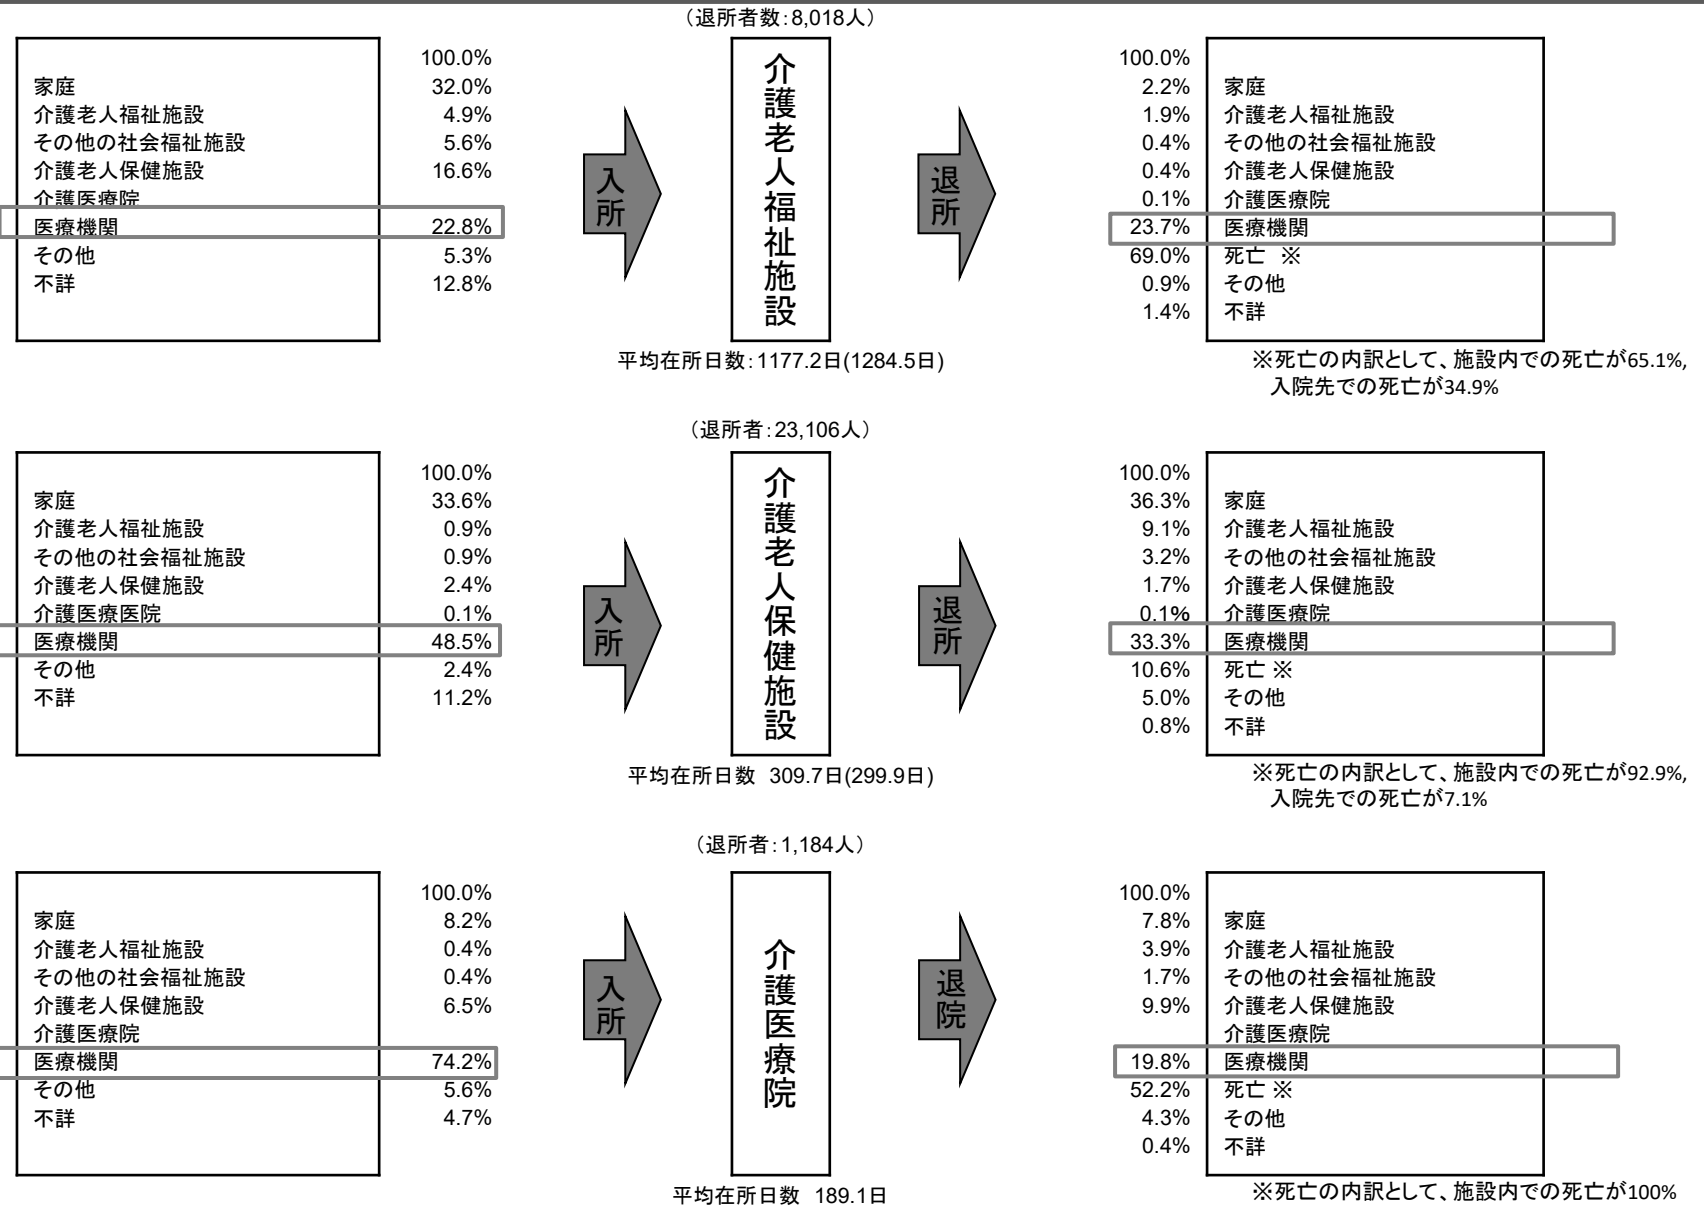 （退所者数：8,018人）
100.0%
家庭 32.0%
介護老人福祉施設 4.9%
その他の社会福祉施設 5.6%
介護老人保健施設 16.6%
介護医療院
医療機関 22.8%
その他 5.3%
不詳 12.8%
入所
介護老人福祉施設
退所
100.0%
2.2% 家庭
1.9% 介護老人福祉施設
0.4% その他の社会福祉施設
0.4% 介護老人保健施設
0.1% 介護医療院
23.7% 医療機関
69.0% 死亡 ※
0.9% その他
1.4% 不詳
平均在所日数：1177.2日(1284.5日)
※死亡の内訳として、施設内での死亡が65.1%,
入院先での死亡が34.9%
（退所者：23,106人）
100.0%
家庭 33.6%
介護老人福祉施設 0.9%
その他の社会福祉施設 0.9%
介護老人保健施設 2.4%
介護医療医院 0.1%
医療機関 48.5%
その他 2.4%
不詳 11.2%
入所
介護老人保健施設
退所
100.0%
36.3% 家庭
9.1% 介護老人福祉施設
3.2% その他の社会福祉施設
1.7% 介護老人保健施設
0.1% 介護医療院
33.3% 医療機関
10.6% 死亡 ※
5.0% その他
0.8% 不詳
平均在所日数 309.7日(299.9日)
※死亡の内訳として、施設内での死亡が92.9%,
入院先での死亡が7.1%
（退所者：1,184人）
100.0%
家庭 8.2%
介護老人福祉施設 0.4%
その他の社会福祉施設 0.4%
介護老人保健施設 6.5%
介護医療院
医療機関 74.2%
その他 5.6%
不詳 4.7%
入所
介護医療院
退院
100.0%
7.8% 家庭
3.9% 介護老人福祉施設
1.7% その他の社会福祉施設
9.9% 介護老人保健施設
介護医療院
19.8% 医療機関
52.2% 死亡 ※
4.3% その他
0.4% 不詳
平均在所日数 189.1日
※死亡の内訳として、施設内での死亡が100%